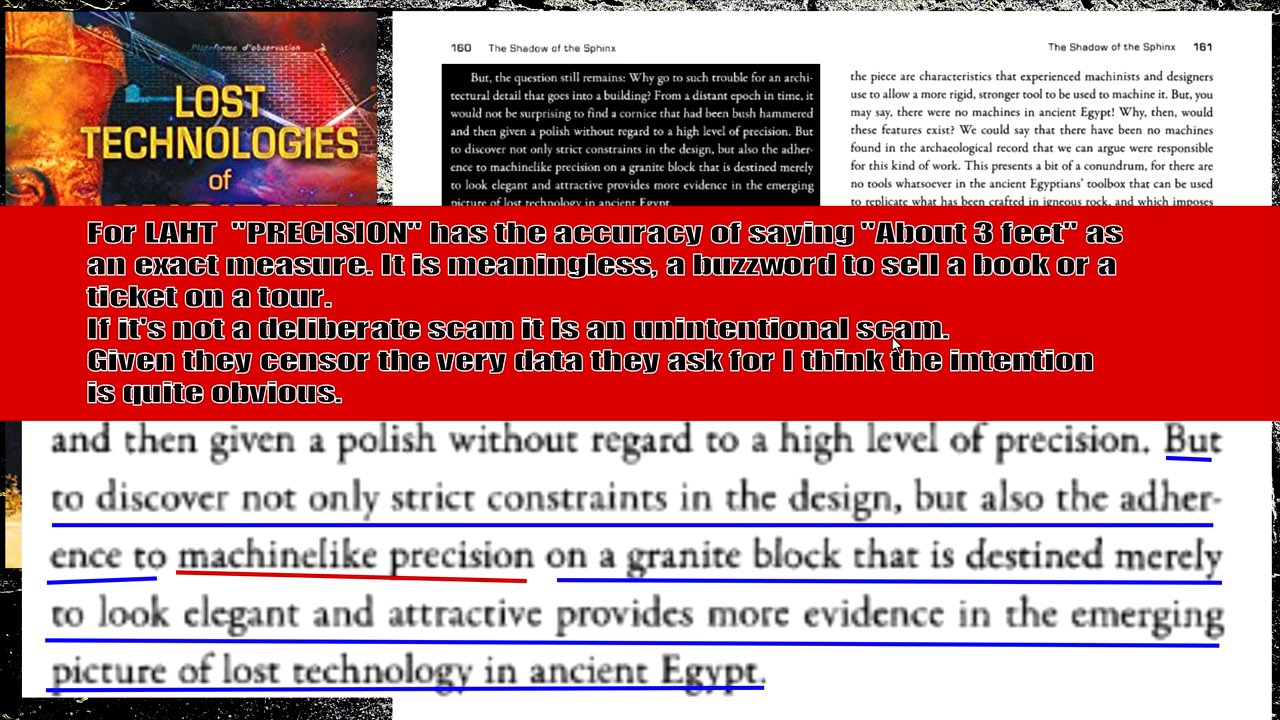 Plateforme d'observation
LOST
TECHNOLOGIES
of
160 The Shadow of the Sphinx
But, the question still remains: Why go to such trouble for an archi-
tectural detail that goes into a building? From a distant epoch in time, it
would not be surprising to find a cornice that had been bush hammered
and then given a polish without regard to a high level of precision. But
to discover not only strict constraints in the design, but also the adher-
ence to machinelike precision on a granite block that is destined merely
to look elegant and attractive provides more evidence in the emerging
picture of lost technology in ancient Egypt.
The Shadow of the Sphinx 161
the piece are characteristics that experienced machinists and designers
use to allow a more rigid, stronger tool to be used to machine it. But, you
may say, there were no machines in ancient Egypt! Why, then, would
these features exist? We could say that there have been no machines
found in the archaeological record that we can argue were responsible
for this kind of work. This presents a bit of a conundrum, for there are
no tools whatsoever in the ancient Egyptians' toolbox that can be used
to replicate what has been crafted in igneous rock, and which imposes
For LAHT "PRECISION" has the accuracy of saying "About 3 feet" as
an exact measure. It is meaningless, a buzzword to sell a book or a
ticket on a tour.
If it's not a deliberate scam it is an unintentional scam.
Given they censor the very data they ask for I think the intention
is quite obvious.
and then given a polish without regard to a high level of precision. But
to discover not only strict constraints in the design, but also the adher-
ence to machinelike precision on a granite block that is destined merely
to look elegant and attractive provides more evidence in the emerging
picture of lost technology in ancient Egypt.